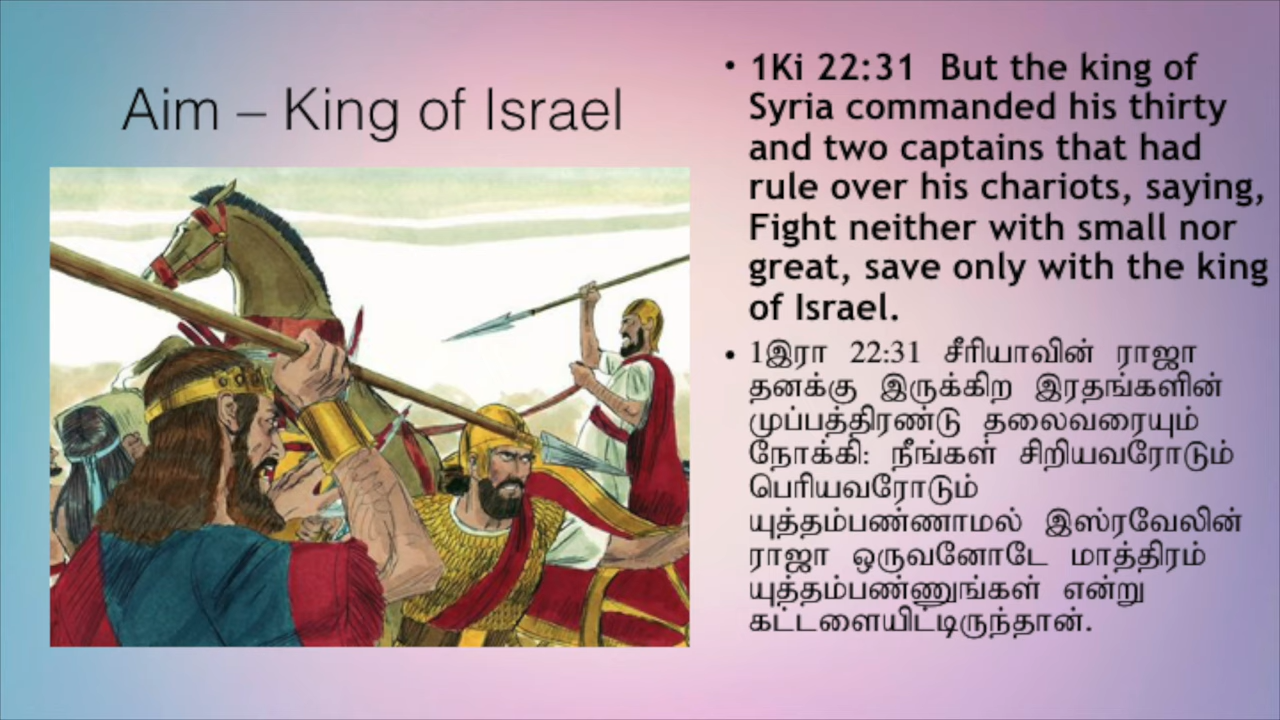 Aim – King of Israel
• 1Ki 22:31 But the king of
Syria commanded his thirty
and two captains that had
rule over his chariots, saying,
Fight neither with small nor
great, save only with the king
of Israel.
• 1இரா 22:31 சீரியாவின் ராஜா
தனக்கு இருக்கிற இரதங்களின்
முப்பத்திரண்டு தலைவரையும்
நோக்கி: நீங்கள் சிறியவரோடும்
பெரியவரோடும்
யுத்தம்பண்ணாமல் இஸ்ரவேலின்
ராஜா ஒருவனோடே மாத்திரம்
யுத்தம்பண்ணுங்கள் என்று
கட்டளையிட்டிருந்தான்.